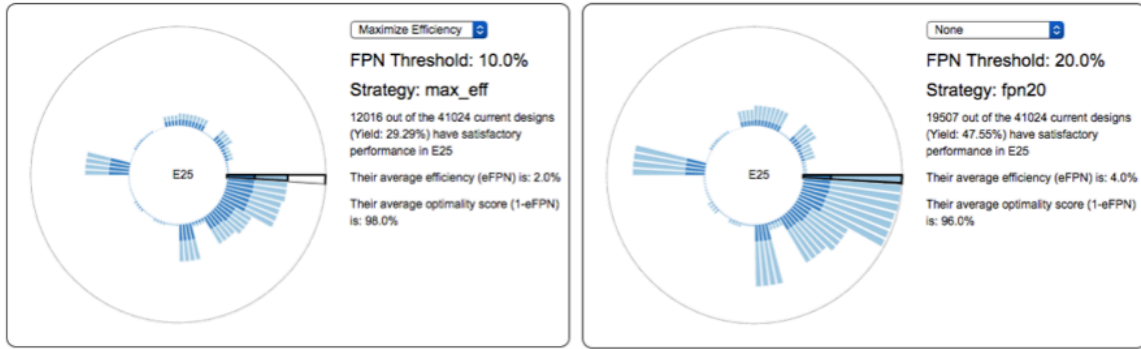 Maximize Efficiency
FPN Threshold: 10.0%
Strategy: max_eff
12016 out of the 41024 current designs
(Yield: 29.29%) have satisfactory
performance in E25
Their average efficiency (eFPN) is: 2.0%
Their average optimality score (1-eFPN)
is: 98.0%
E25
None
FPN Threshold: 20.0%
Strategy: fpn20
19507 out of the 41024 current designs
(Yield: 47.55%) have satisfactory
performance in E25
Their average efficiency (eFPN) is: 4.0%
Their average optimality score (1-eFPN)
is: 96.0%
E25